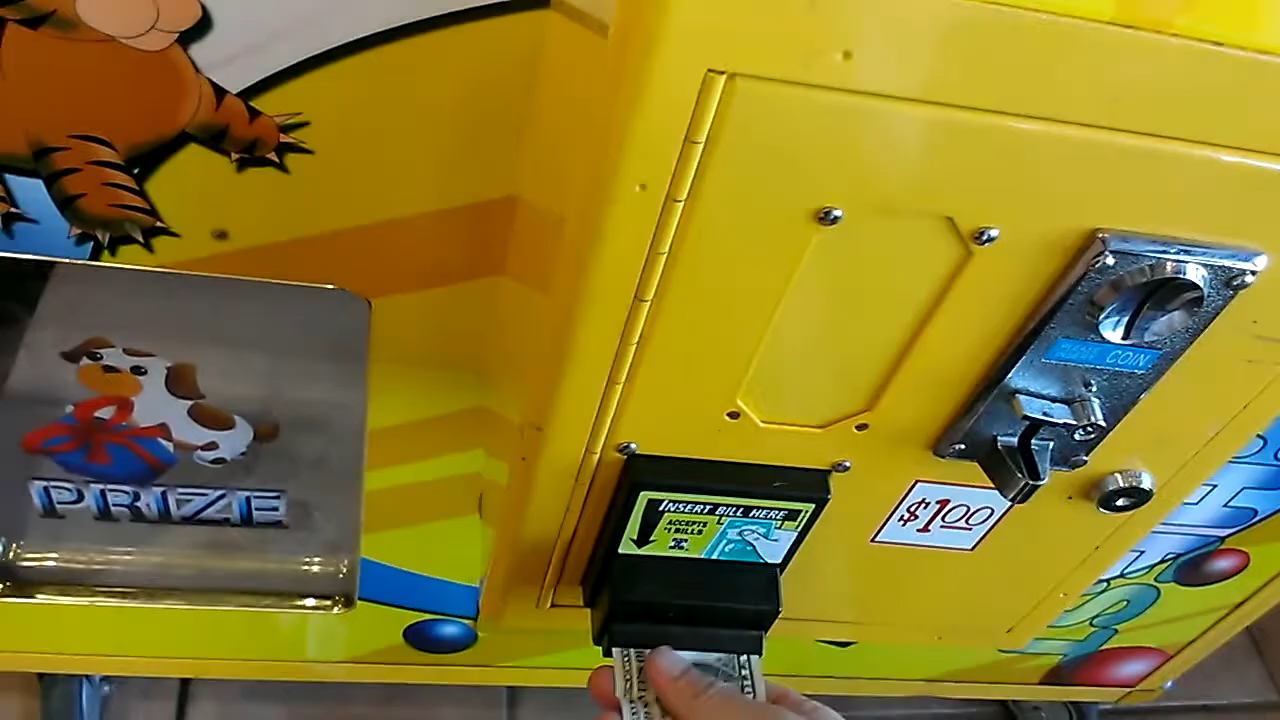 PRIZE
INSERT BILL HERE
ACCEPTS
$1 BILLS
$1.00
COIN